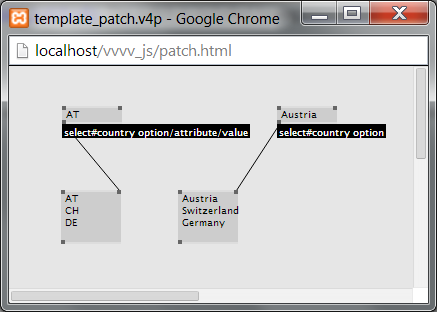 template_patch.v4p - Google Chrome
localhost/vvvv_js/patch.html
AT
select#country option/attribute/value
Austria
select#country option
AT
CH
DE
Austria
Switzerland
Germany